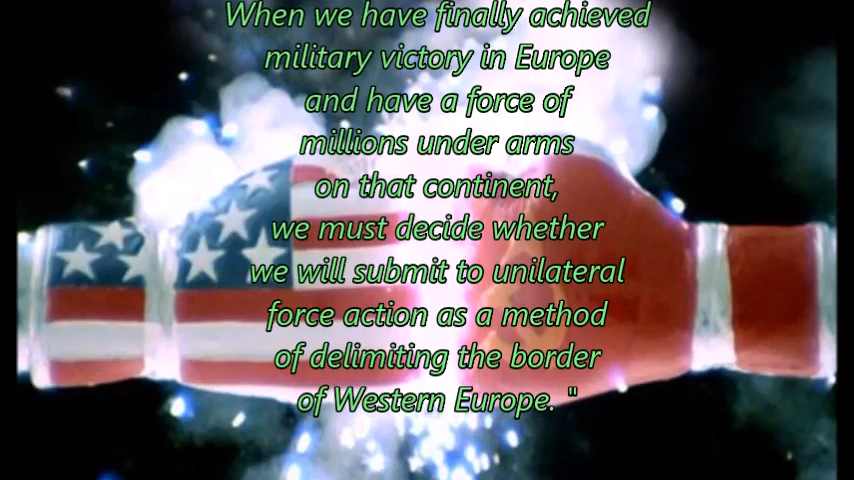 When we have finally achieved
military victory in Europe
and have a force of
millions under arms
on that continent,
we must decide whether
we will submit to unilateral
force action as a method
of delimiting the border
of Western Europe. "